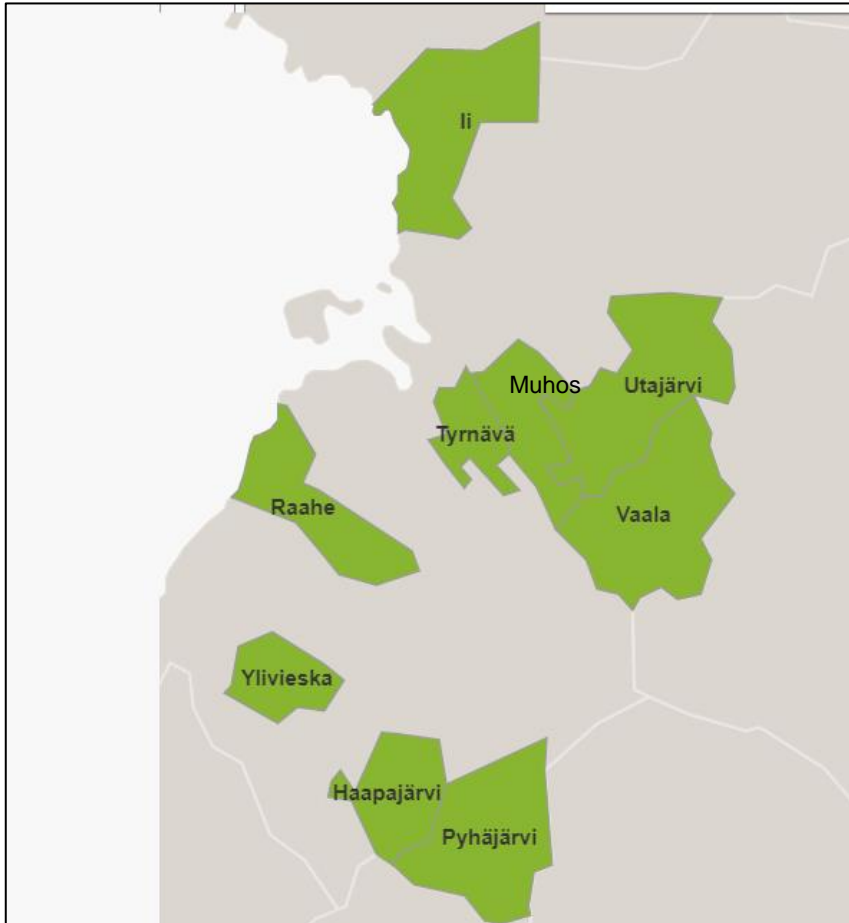 Ii
Muhos
Utajärvi
Tyrnävä
Raahe
Vaala
Ylivieska
Haapajärvi
Pyhäjärvi